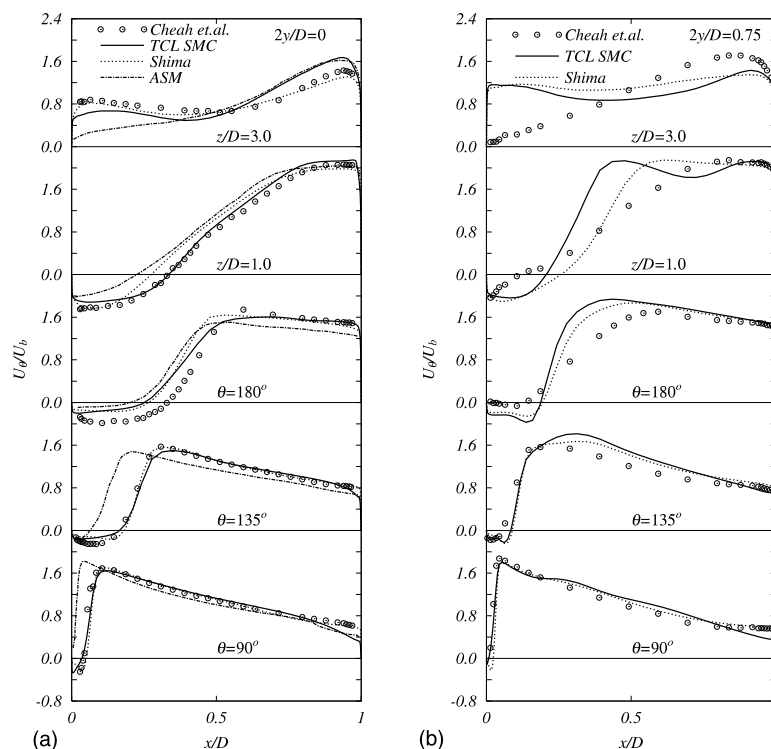 Cheah et.al.
2y/D=0
TCL SMC
Shima
ASM
1.6
0.8
0.0
z/D=3.0
1.6
0.8
0.0
z/D=1.0
1.6
0.8
0.0
θ=180°
1.6
0.8
0.0
θ=135°
1.6
0.8
0.0
θ=90°
-0.8
0
0.5
1
Uθ/Ub
x/D
(a)
Cheah et.al.
2y/D=0.75
TCL SMC
Shima
1.6
0.8
0.0
z/D=3.0
1.6
0.8
0.0
z/D=1.0
1.6
0.8
0.0
θ=180°
1.6
0.8
0.0
θ=135°
1.6
0.8
0.0
θ=90°
-0.8
0
0.5
Uθ/Ub
x/D
(b)